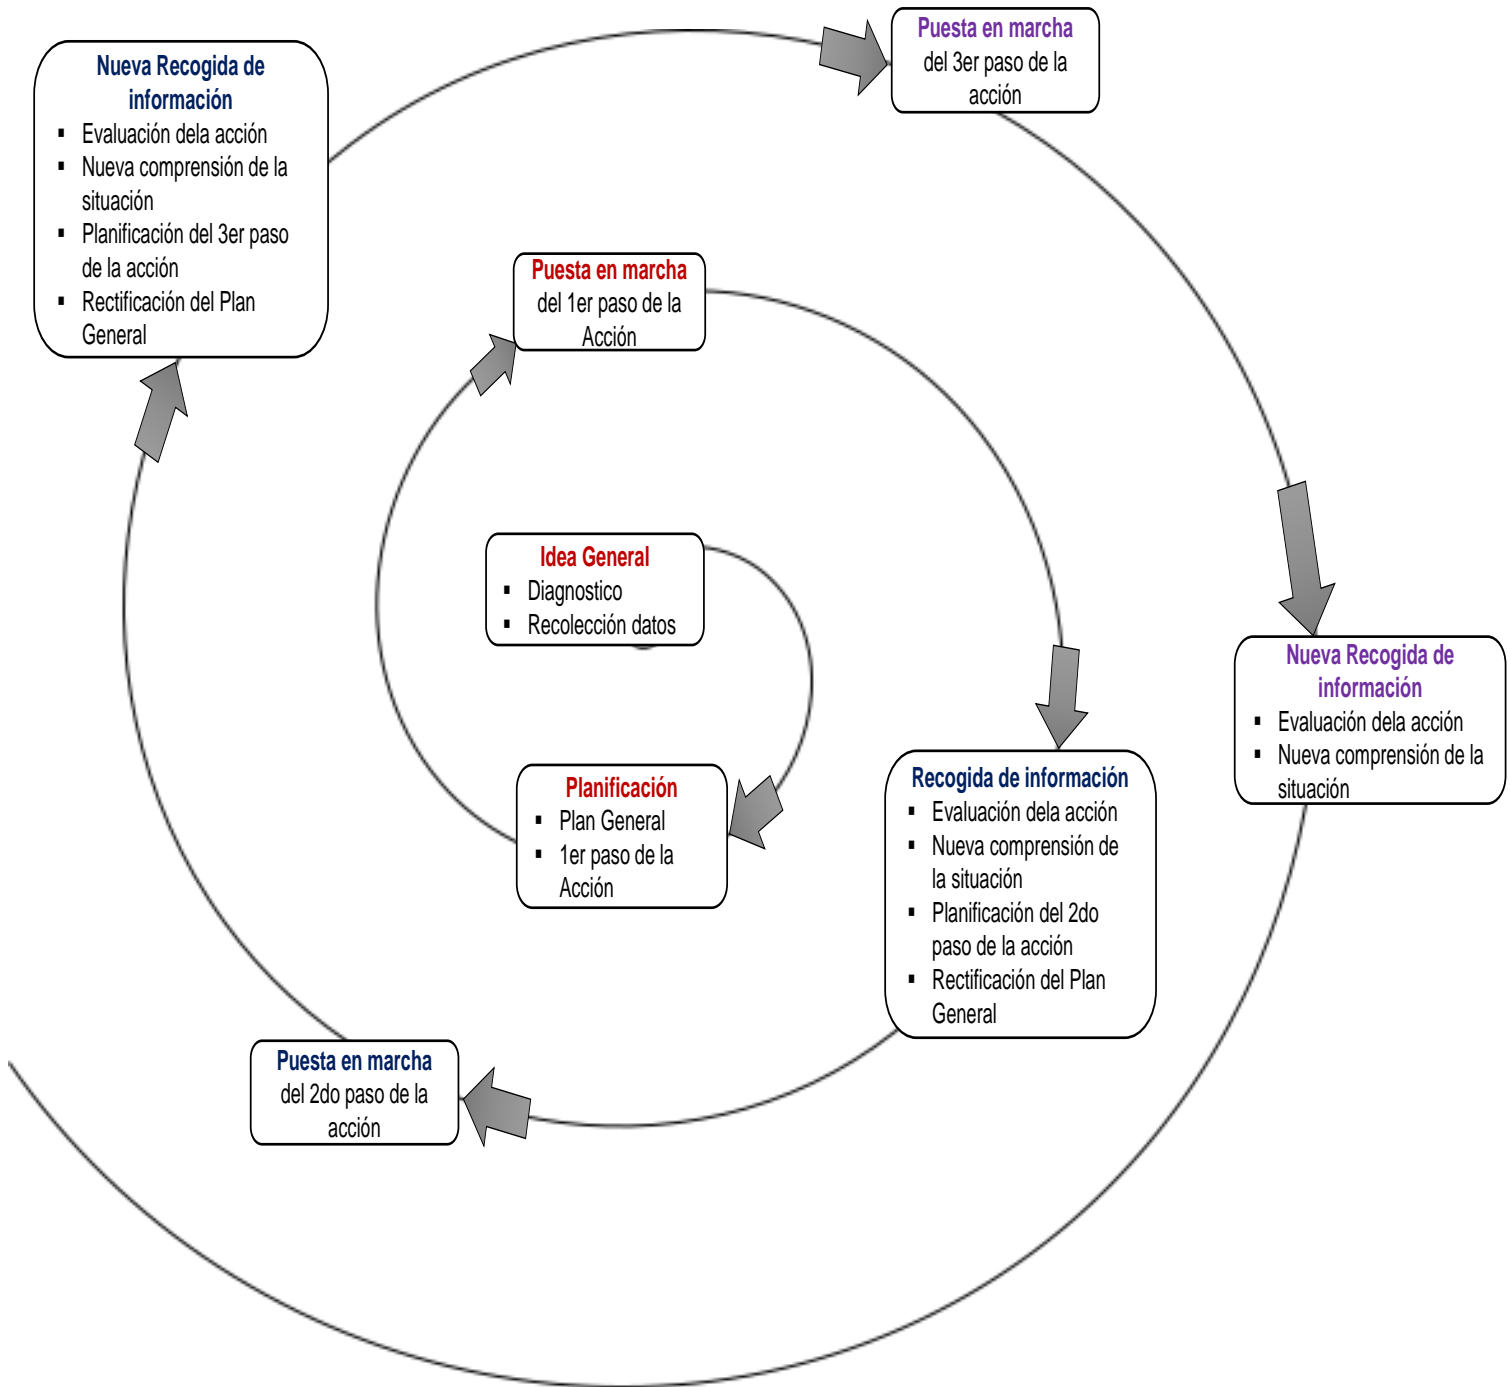 Puesta en marcha
del 3er paso de la
acción
Nueva Recogida de
información
▪ Evaluación dela acción
▪ Nueva comprensión de la
situación
▪ Planificación del 3er paso
de la acción
▪ Rectificación del Plan
General
Puesta en marcha
del 1er paso de la
Acción
Idea General
▪ Diagnostico
▪ Recolección datos
Nueva Recogida de
información
▪ Evaluación dela acción
▪ Nueva comprensión de la
situación
Planificación
▪ Plan General
▪ 1er paso de la
Acción
Recogida de información
▪ Evaluación dela acción
▪ Nueva comprensión de
la situación
▪ Planificación del 2do
paso de la acción
▪ Rectificación del Plan
General
Puesta en marcha
del 2do paso de la
acción